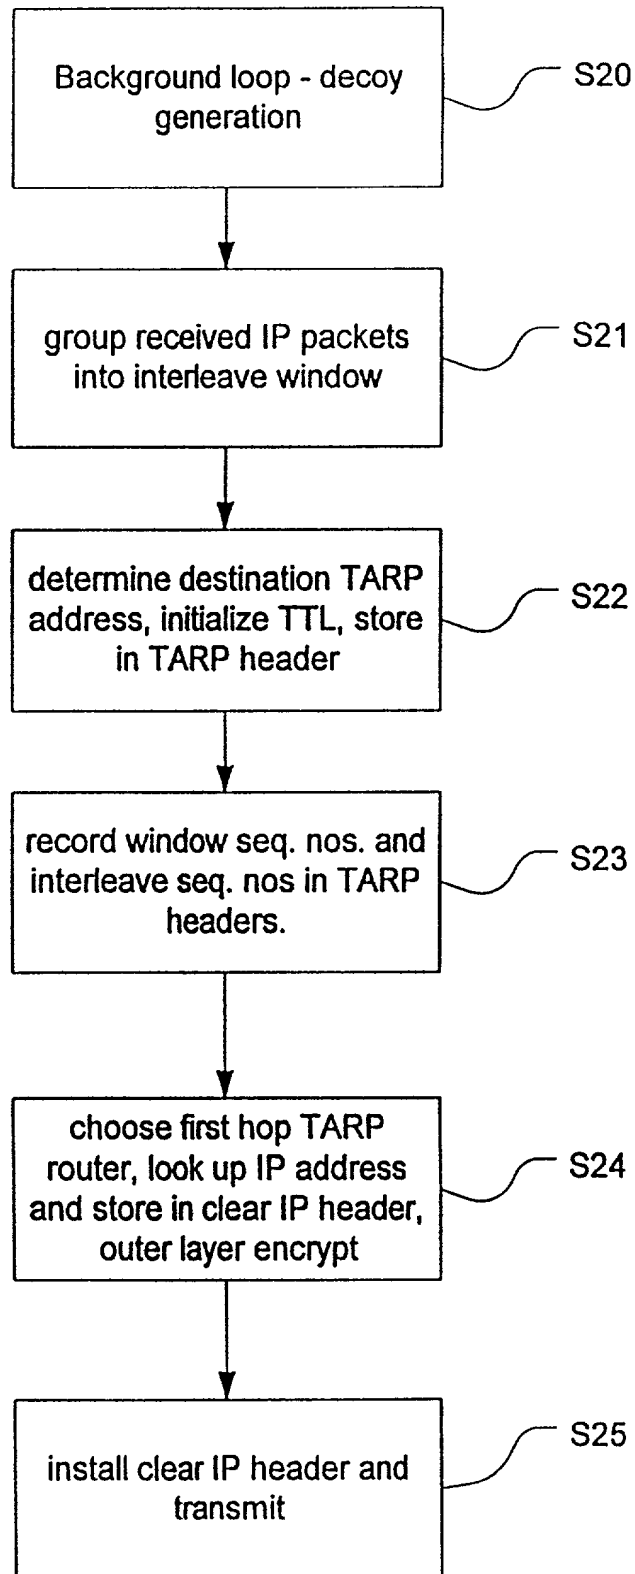 Background loop - decoy
generation
S20
group received IP packets
into interleave window
S21
determine destination TARP
address, initialize TTL, store
in TARP header
S22
record window seq. nos. and
interleave seq. nos in TARP
headers.
S23
choose first hop TARP
router, look up IP address
and store in clear IP header,
outer layer encrypt
S24
install clear IP header and
transmit
S25